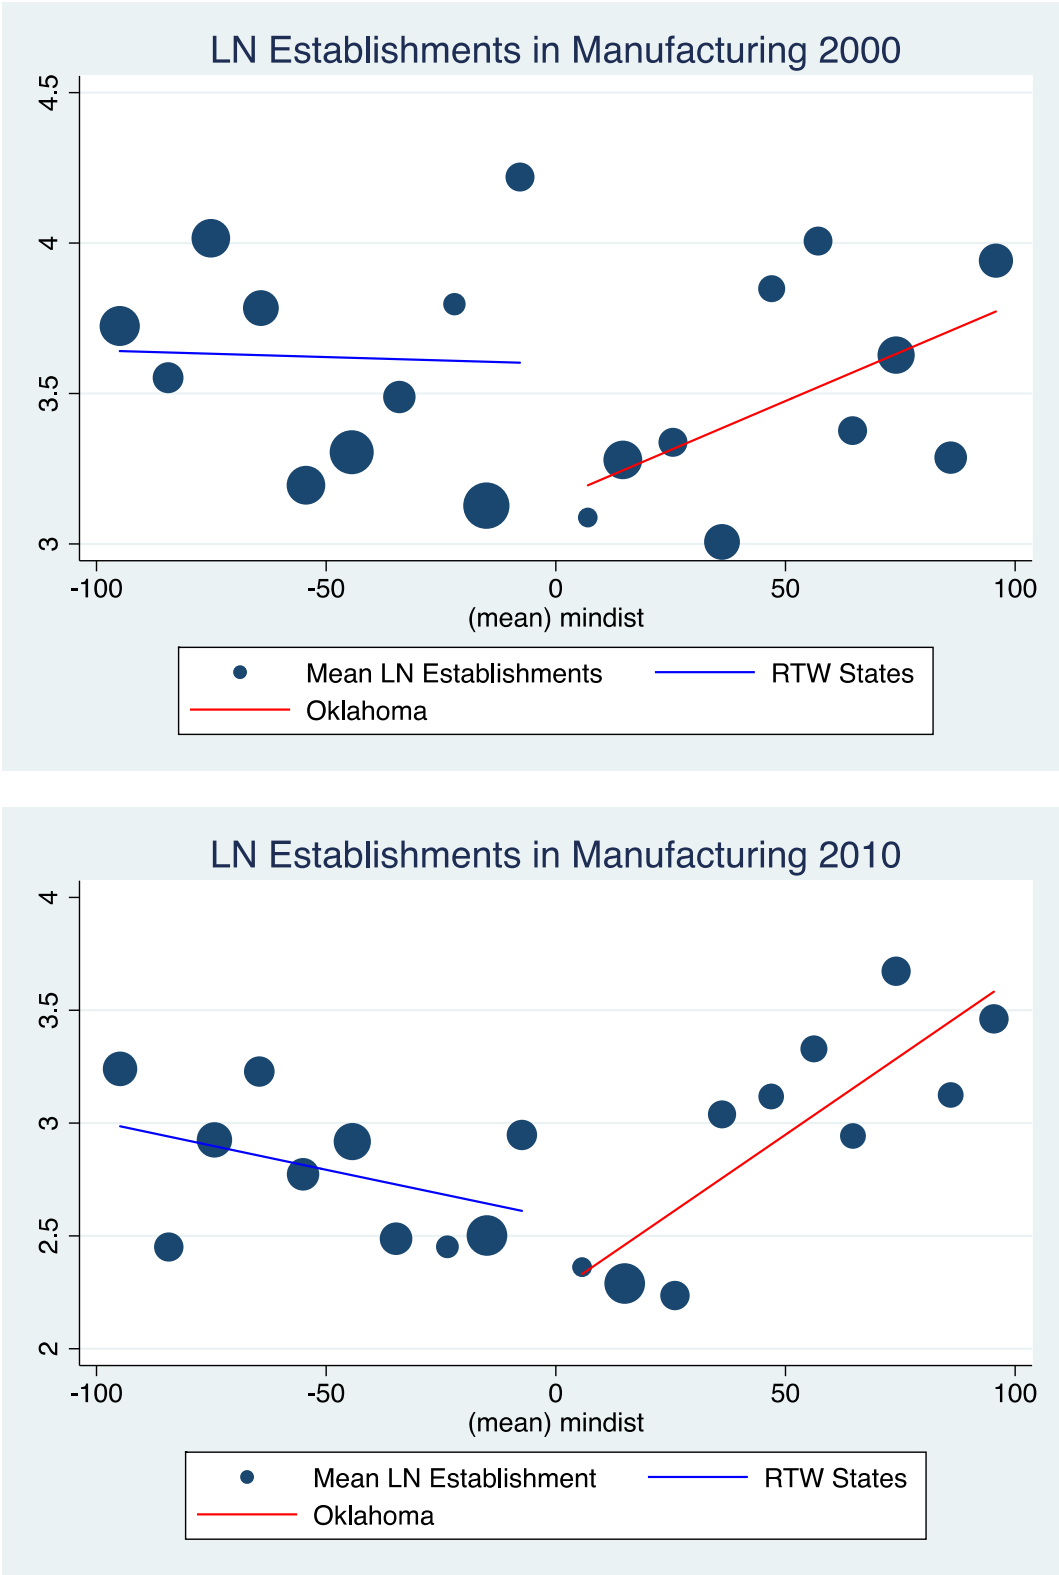 LN Establishments in Manufacturing 2000
4.5
4
3.5
3
-100 -50 0 50 100
(mean) mindist
Mean LN Establishments RTW States
Oklahoma
LN Establishments in Manufacturing 2010
4
3.5
3
2.5
2
-100 -50 0 50 100
(mean) mindist
Mean LN Establishment RTW States
Oklahoma